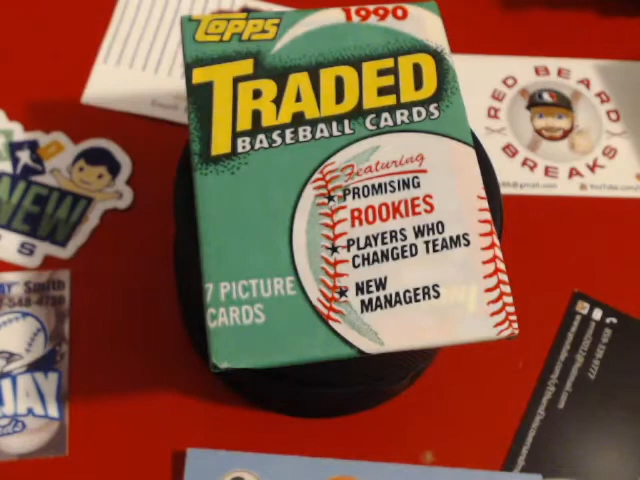 Topps
1990
TRADED
BASEBALL CARDS
Featuring
PROMISING
ROOKIES
PLAYERS WHO
CHANGED TEAMS
NEW
MANAGERS
7 PICTURE
CARDS
RED BEARD
BREAKS
NEW
S
Smith
JAY